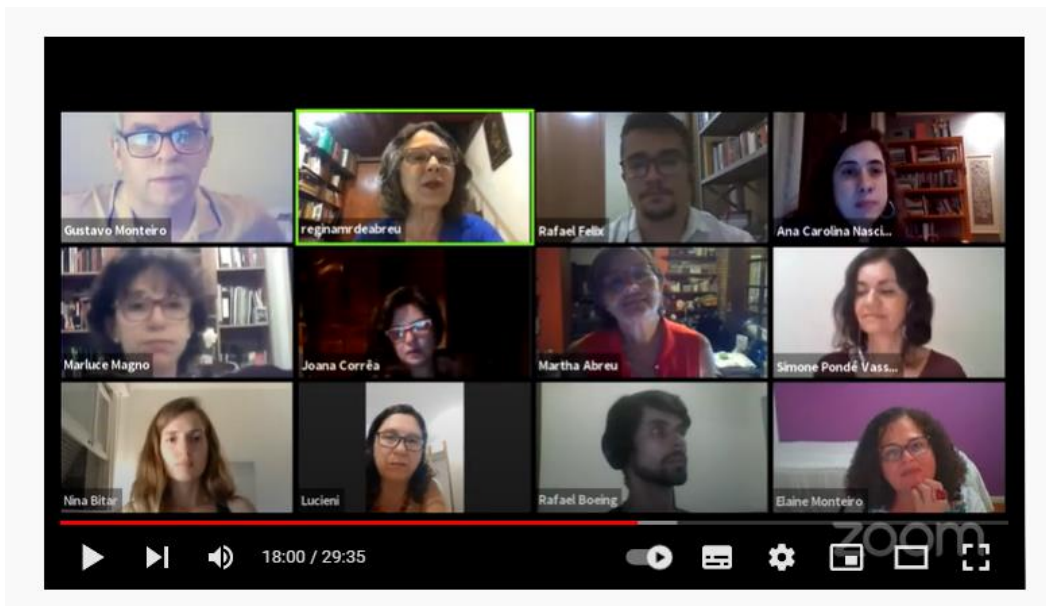 Gustavo Monteiro
reginamrdeabreu
Rafael Felix
Ana Carolina Nasci...
Marluce Magno
Joana Corrêa
Martha Abreu
Simone Pondé Vass...
Nina Bitar
Lucieni
Rafael Boeing
Elaine Monteiro
zoom
18:00 / 29:35